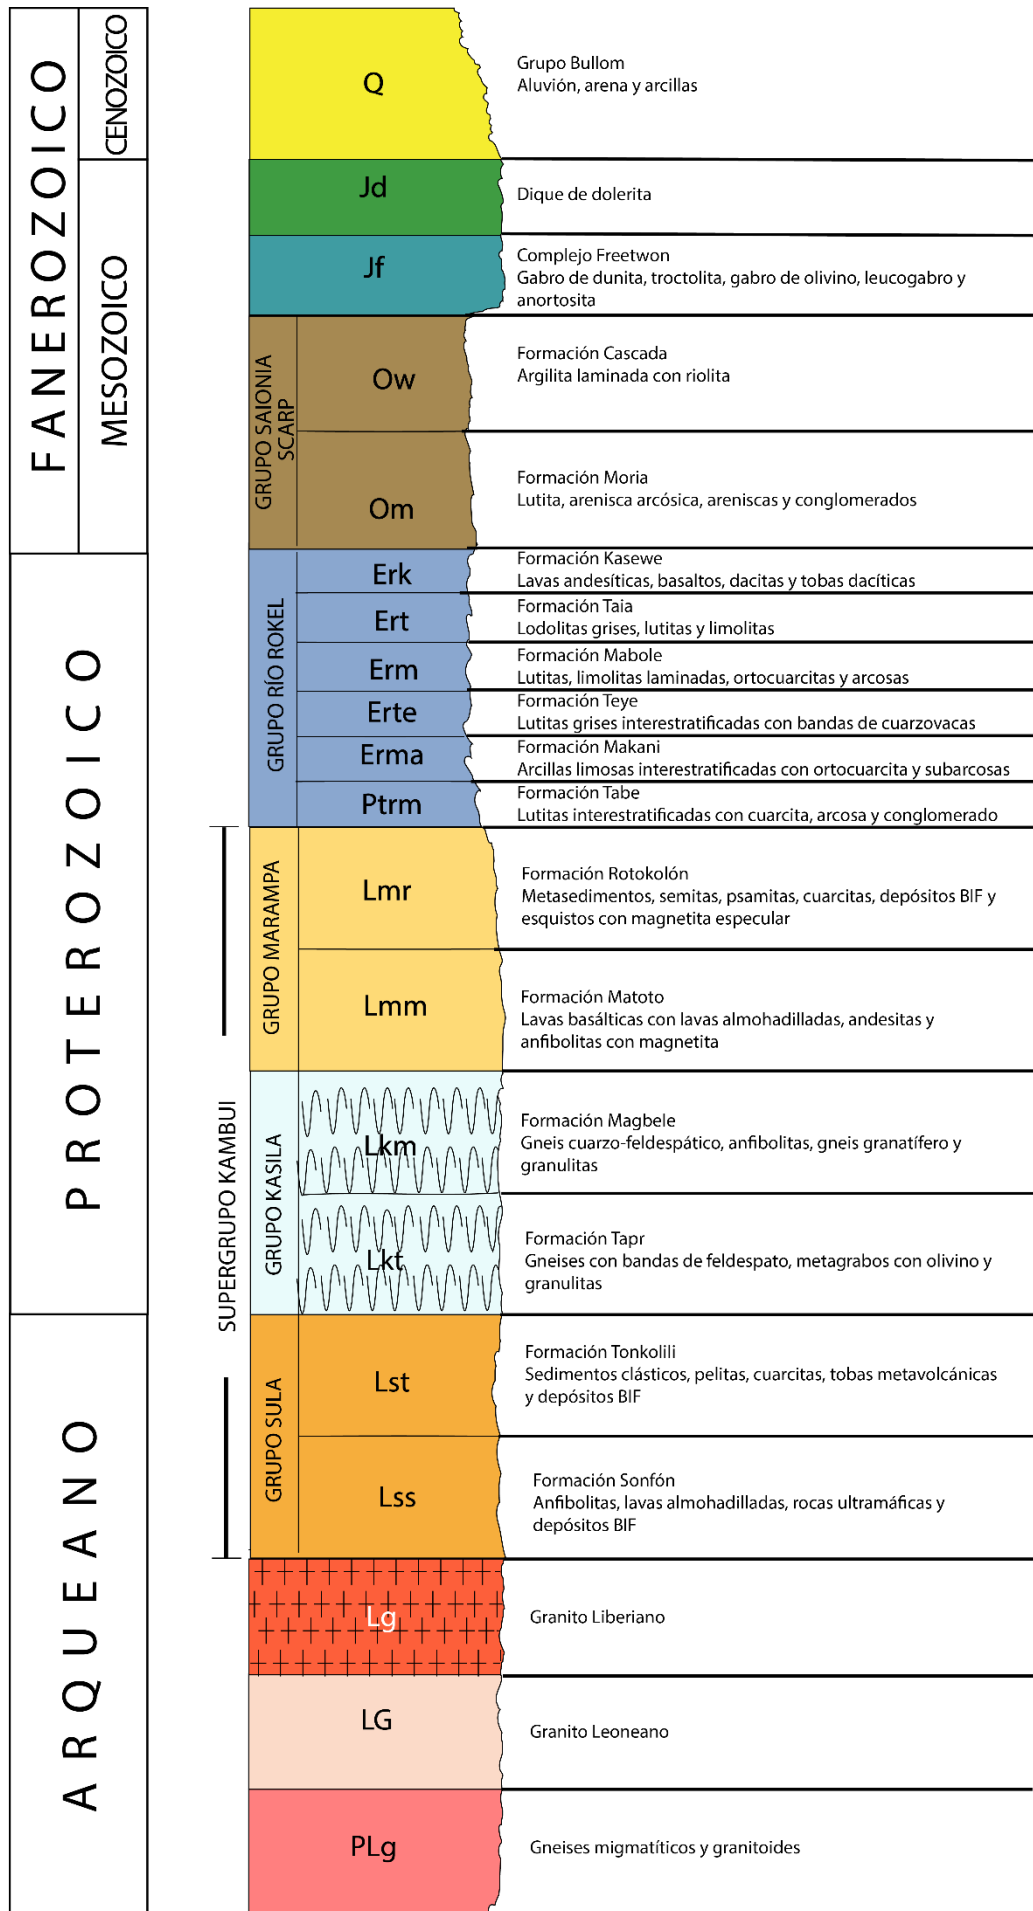 FANEROZOICO
CENOZOICO
MESOZOICO
Q
Grupo Bullom
Aluvión, arena y arcillas
Jd
Dique de dolerita
Jf
Complejo Freetwon
Gabro de dunita, troctolita, gabro de olivino, leucogabro y
anortosita
GRUPO SAIONIA
SCARP
Ow
Formación Cascada
Argilita laminada con riolita
Om
Formación Moria
Lutita, arenisca arcósica, areniscas y conglomerados
PROTEROZOICO
GRUPO RÍO ROKEL
Erk
Formación Kasewe
Lavas andesíticas, basaltos, dacitas y tobas dacíticas
Ert
Formación Taia
Lodolitas grises, lutitas y limolitas
Erm
Formación Mabole
Lutitas, limolitas laminadas, ortocuarcitas y arcosas
Erte
Formación Teye
Lutitas grises interestratificadas con bandas de cuarzovacas
Erma
Formación Makani
Arcillas limosas interestratificadas con ortocuarcita y subarcosas
Ptrm
Formación Tabe
Lutitas interestratificadas con cuarcita, arcosa y conglomerado
SUPERGRUPO KAMBUI
GRUPO MARAMPA
Lmr
Formación Rotokolón
Metasedimentos, semitas, psamitas, cuarcitas, depósitos BIF y
esquistos con magnetita especular
Lmm
Formación Matoto
Lavas basálticas con lavas almohadilladas, andesitas y
anfibolitas con magnetita
GRUPO KASILA
Lkm
Formación Magbele
Gneis cuarzo-feldespático, anfibolitas, gneis granatífero y
granulitas
Lkt
Formación Tapr
Gneises con bandas de feldespato, metagrabos con olivino y
granulitas
ARQUEANO
GRUPO SULA
Lst
Formación Tonkolili
Sedimentos clásticos, pelitas, cuarcitas, tobas metavolcánicas
y depósitos BIF
Lss
Formación Sonfón
Anfibolitas, lavas almohadilladas, rocas ultramáficas y
depósitos BIF
Lg
Granito Liberiano
LG
Granito Leoneano
PLg
Gneises migmatíticos y granitoides